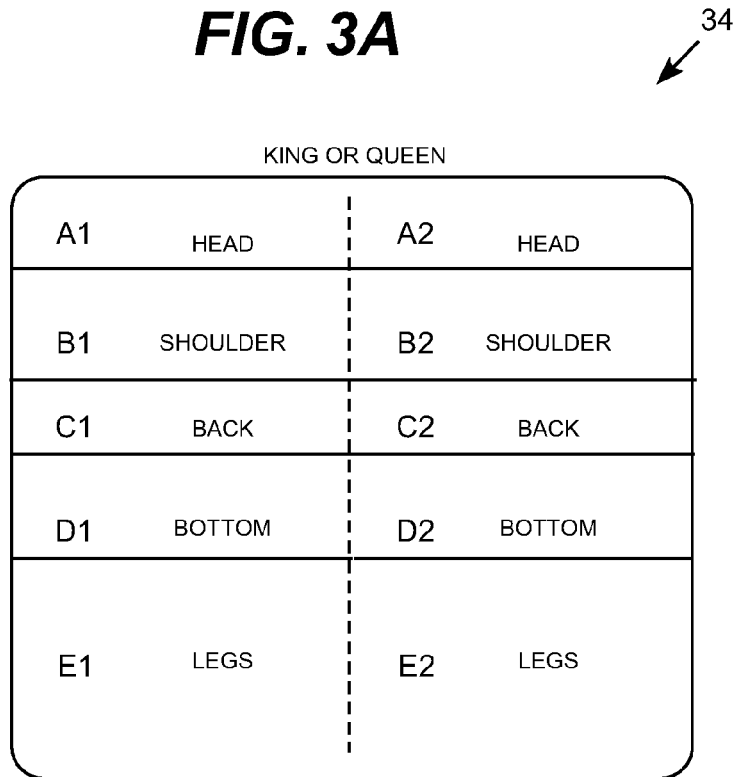 FIG. 3A
34
KING OR QUEEN
A1 HEAD A2 HEAD
B1 SHOULDER B2 SHOULDER
C1 BACK C2 BACK
D1 BOTTOM D2 BOTTOM
E1 LEGS E2 LEGS